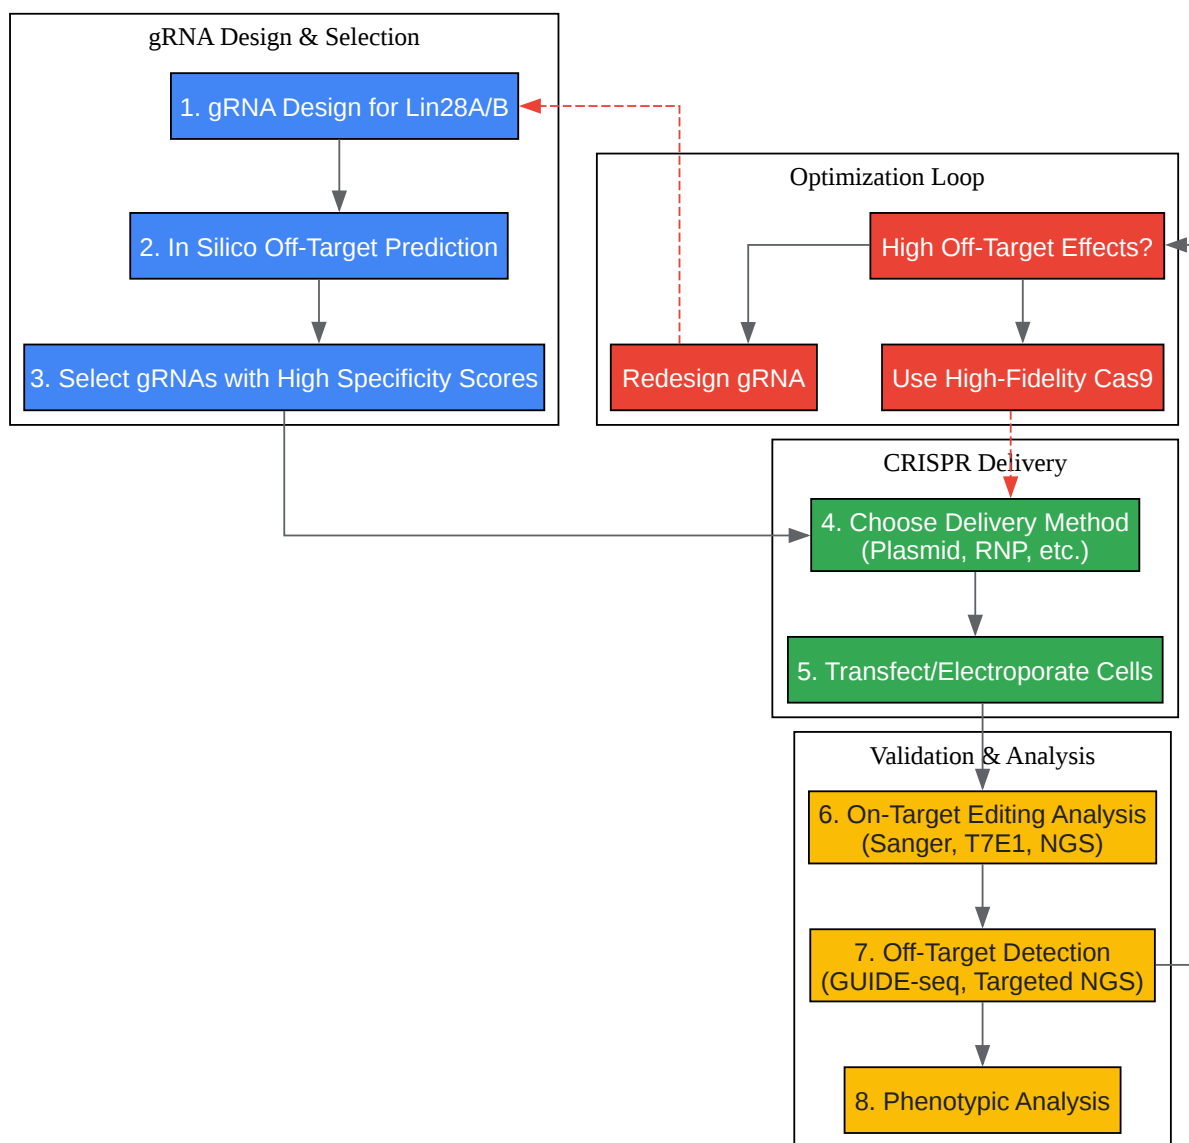 gRNA Design & Selection
1. gRNA Design for Lin28A/B
2. In Silico Off-Target Prediction
3. Select gRNAs with High Specificity Scores
Optimization Loop
High Off-Target Effects?
Redesign gRNA
Use High-Fidelity Cas9
CRISPR Delivery
4. Choose Delivery Method
(Plasmid, RNP, etc.)
5. Transfect/Electroporate Cells
Validation & Analysis
6. On-Target Editing Analysis
(Sanger, T7E1, NGS)
7. Off-Target Detection
(GUIDE-seq, Targeted NGS)
8. Phenotypic Analysis